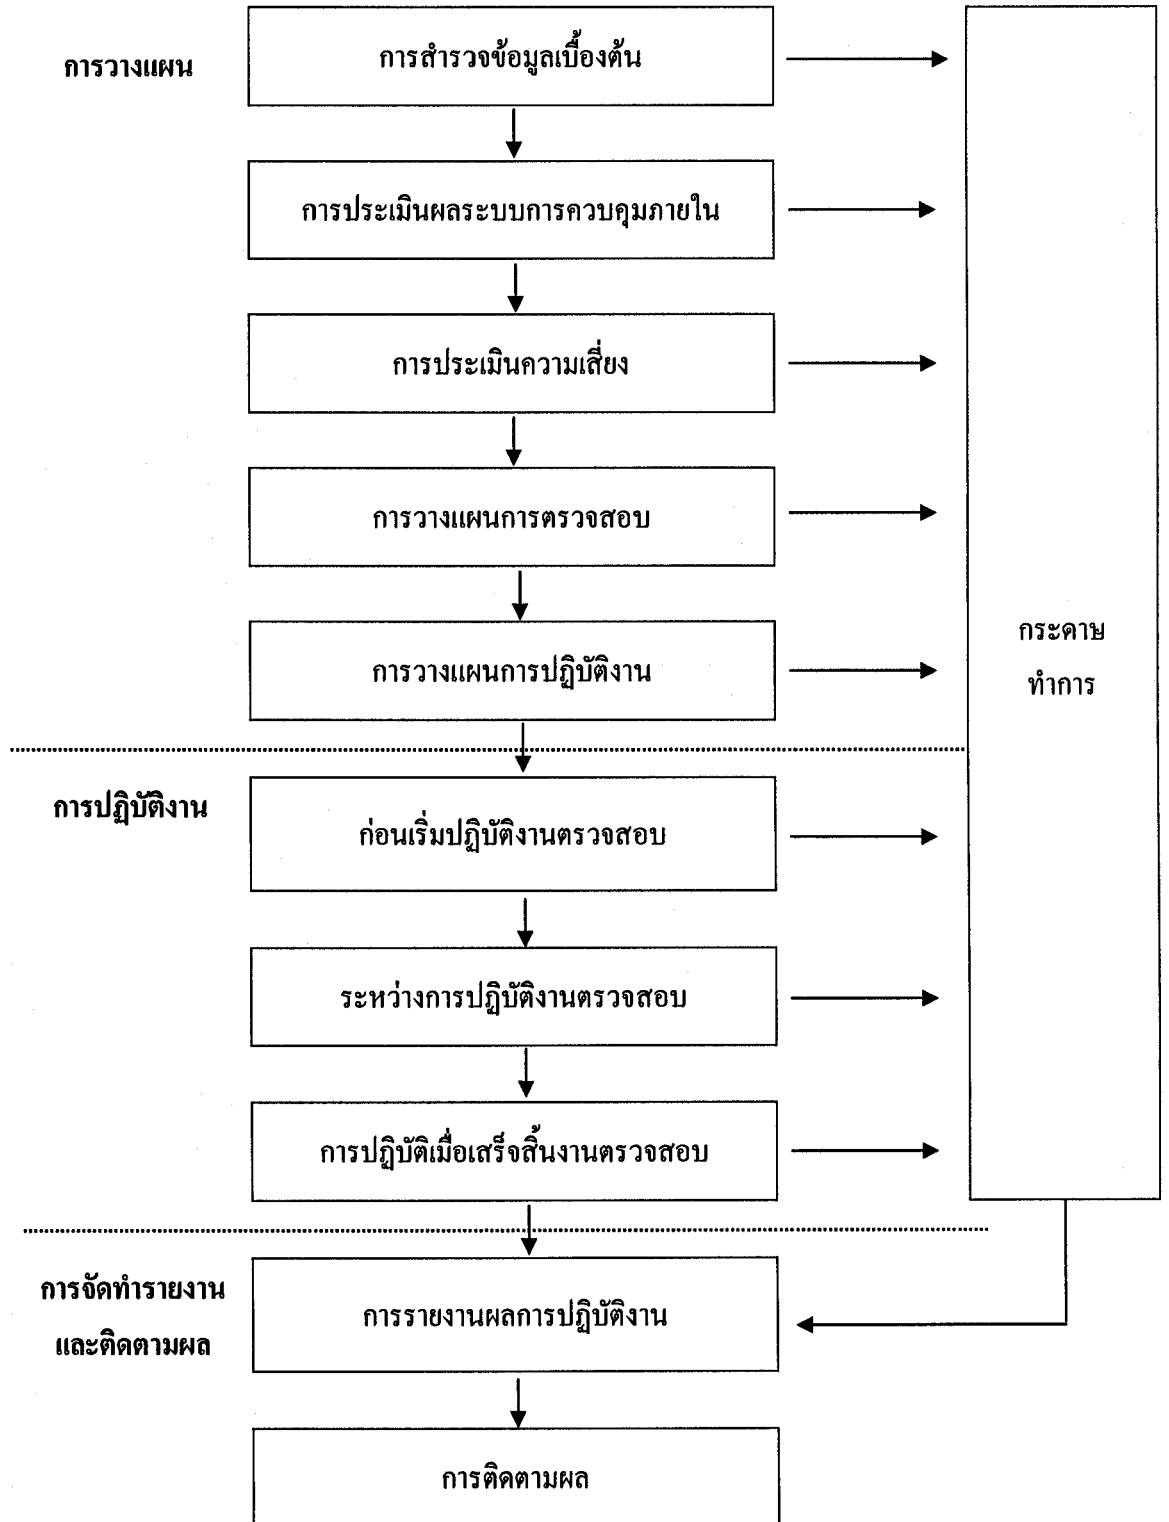 การวางแผน
การสำรวจข้อมูลเบื้องต้น
การประเมินผลระบบการควบคุมภายใน
การประเมินความเสี่ยง
การวางแผนการตรวจสอบ
การวางแผนการปฏิบัติงาน
กระดาษ
ทำการ
การปฏิบัติงาน
ก่อนเริ่มปฏิบัติงานตรวจสอบ
ระหว่างการปฏิบัติงานตรวจสอบ
การปฏิบัติเมื่อเสร็จสิ้นงานตรวจสอบ
การจัดทำรายงาน
และติดตามผล
การรายงานผลการปฏิบัติงาน
การติดตามผล